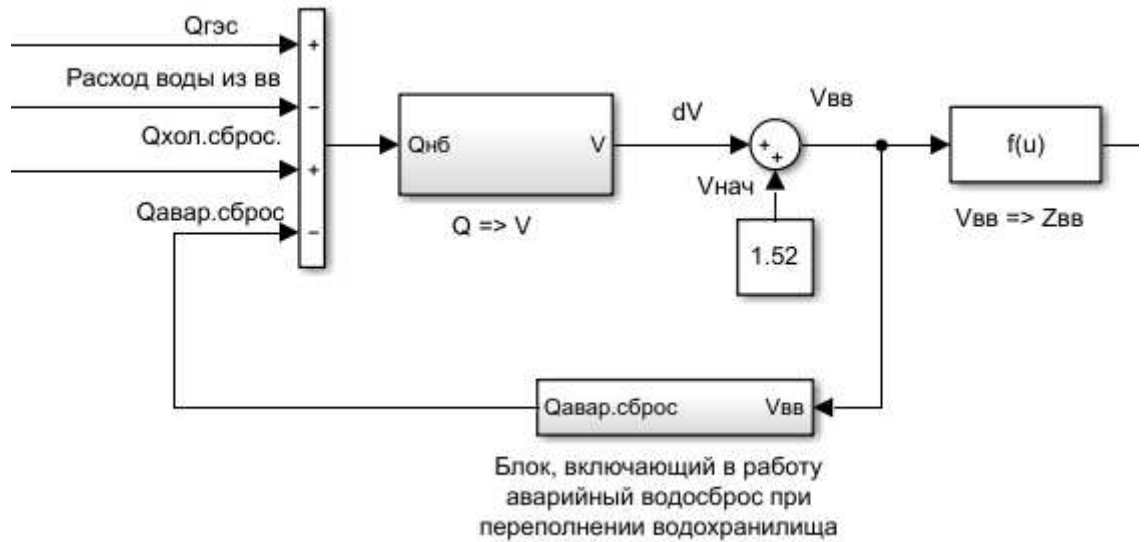 Qгэс
+
Расход воды из вв
−
Qхол.сброс.
+
Qавар.сброс
−
Qнб
V
Q => V
dV
Vвв
+
+
Vнач
1.52
f(u)
Vвв => Zвв
Qавар.сброс
Vвв
Блок, включающий в работу
аварийный водосброс при
переполнении водохранилища